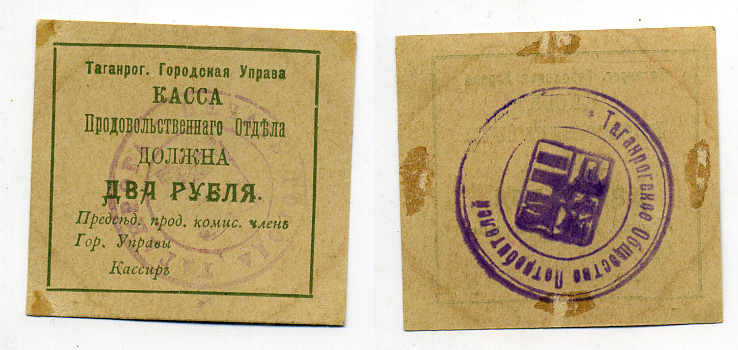 Таганрог. Городская Управа
КАССА
Продовольственнаго Отдѣла
ДОЛЖНА
ДВА РУБЛЯ.
Предсѣд. прод. комис. членъ
Гор. Управы
Кассиръ
Таганрогское Общество Потребителей